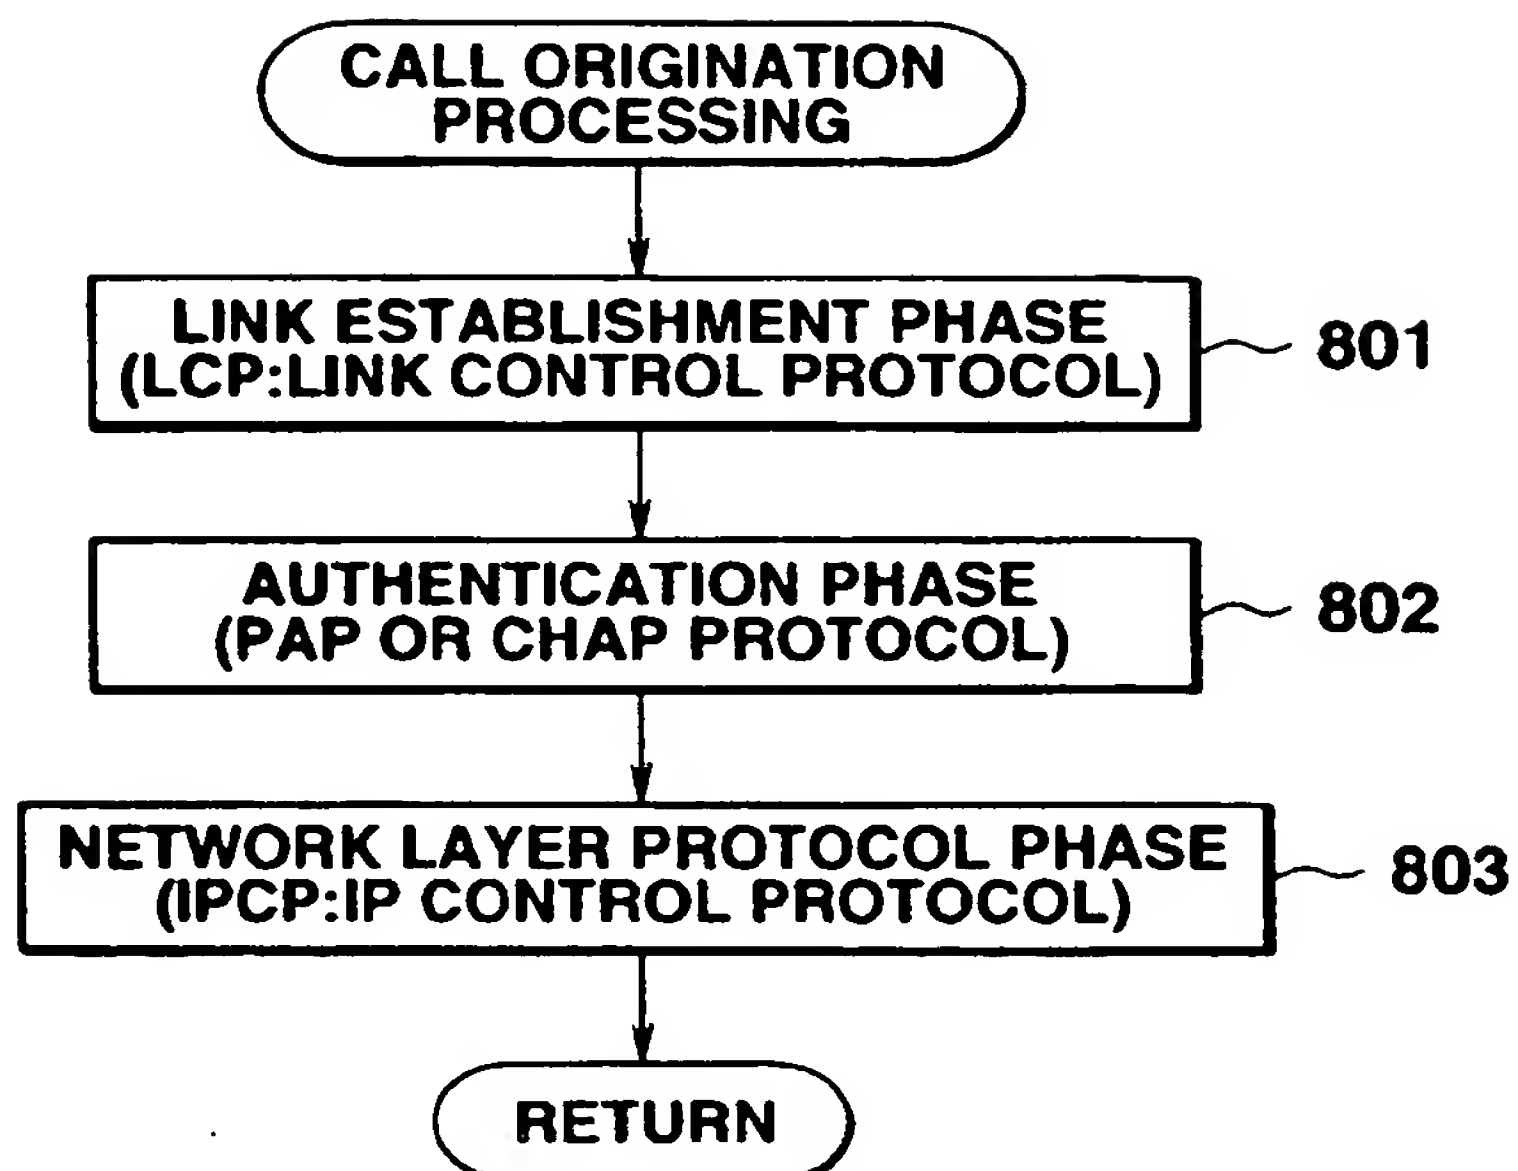 CALL ORIGINATION
PROCESSING
LINK ESTABLISHMENT PHASE
(LCP:LINK CONTROL PROTOCOL)
801
AUTHENTICATION PHASE
(PAP OR CHAP PROTOCOL)
802
NETWORK LAYER PROTOCOL PHASE
(IPCP:IP CONTROL PROTOCOL)
803
RETURN